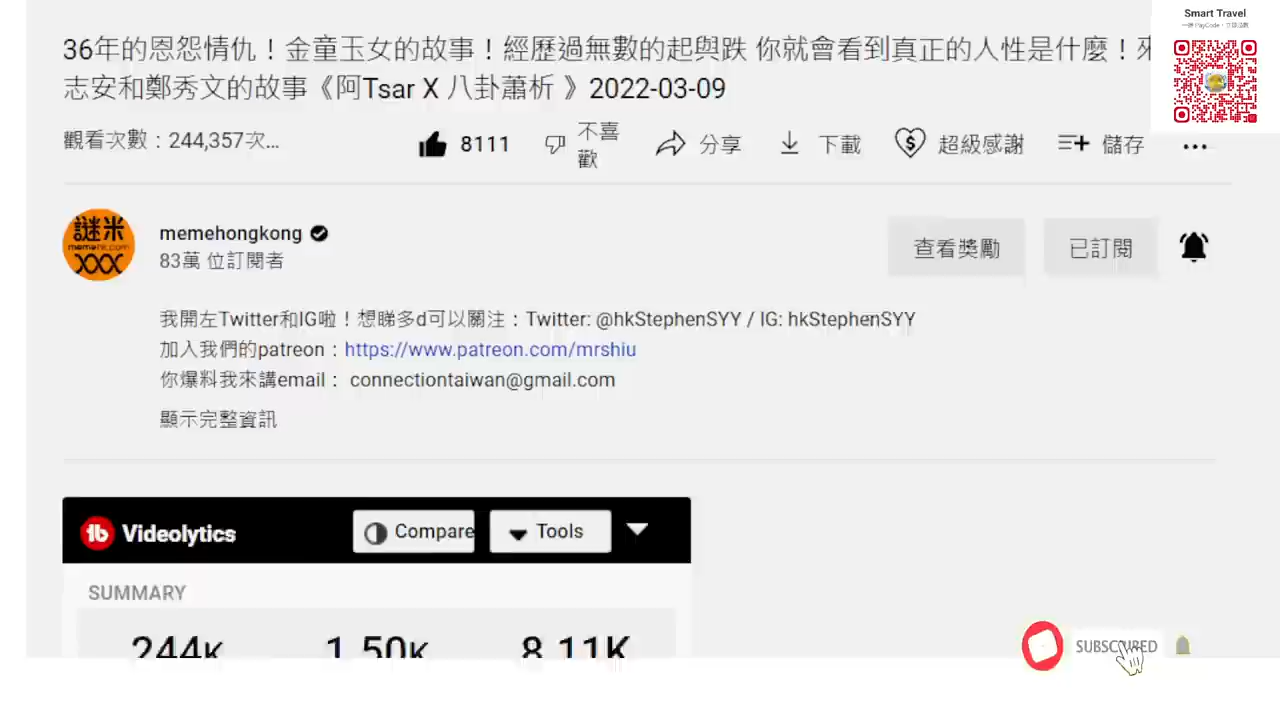 Smart Travel
36年的恩怨情仇！金童玉女的故事！經歷過無數的起與跌 你就會看到真正的人性是什麼！來
志安和鄭秀文的故事《阿Tsar X 八卦蕭析 》2022-03-09
觀看次數：244,357次...
8111
不喜
歡
分享
下載
超級感謝
儲存
謎米
memehk.com
XXX
memehongkong
83萬 位訂閱者
查看獎勵
已訂閱
我開左Twitter和IG啦！想睇多d可以關注：Twitter: @hkStephenSYY / IG: hkStephenSYY
加入我們的patreon：https://www.patreon.com/mrshiu
你爆料我來講email： connectiontaiwan@gmail.com
顯示完整資訊
Videolytics
Compare
Tools
SUMMARY
244K 1.50K 8.11K
SUBSCRIBED